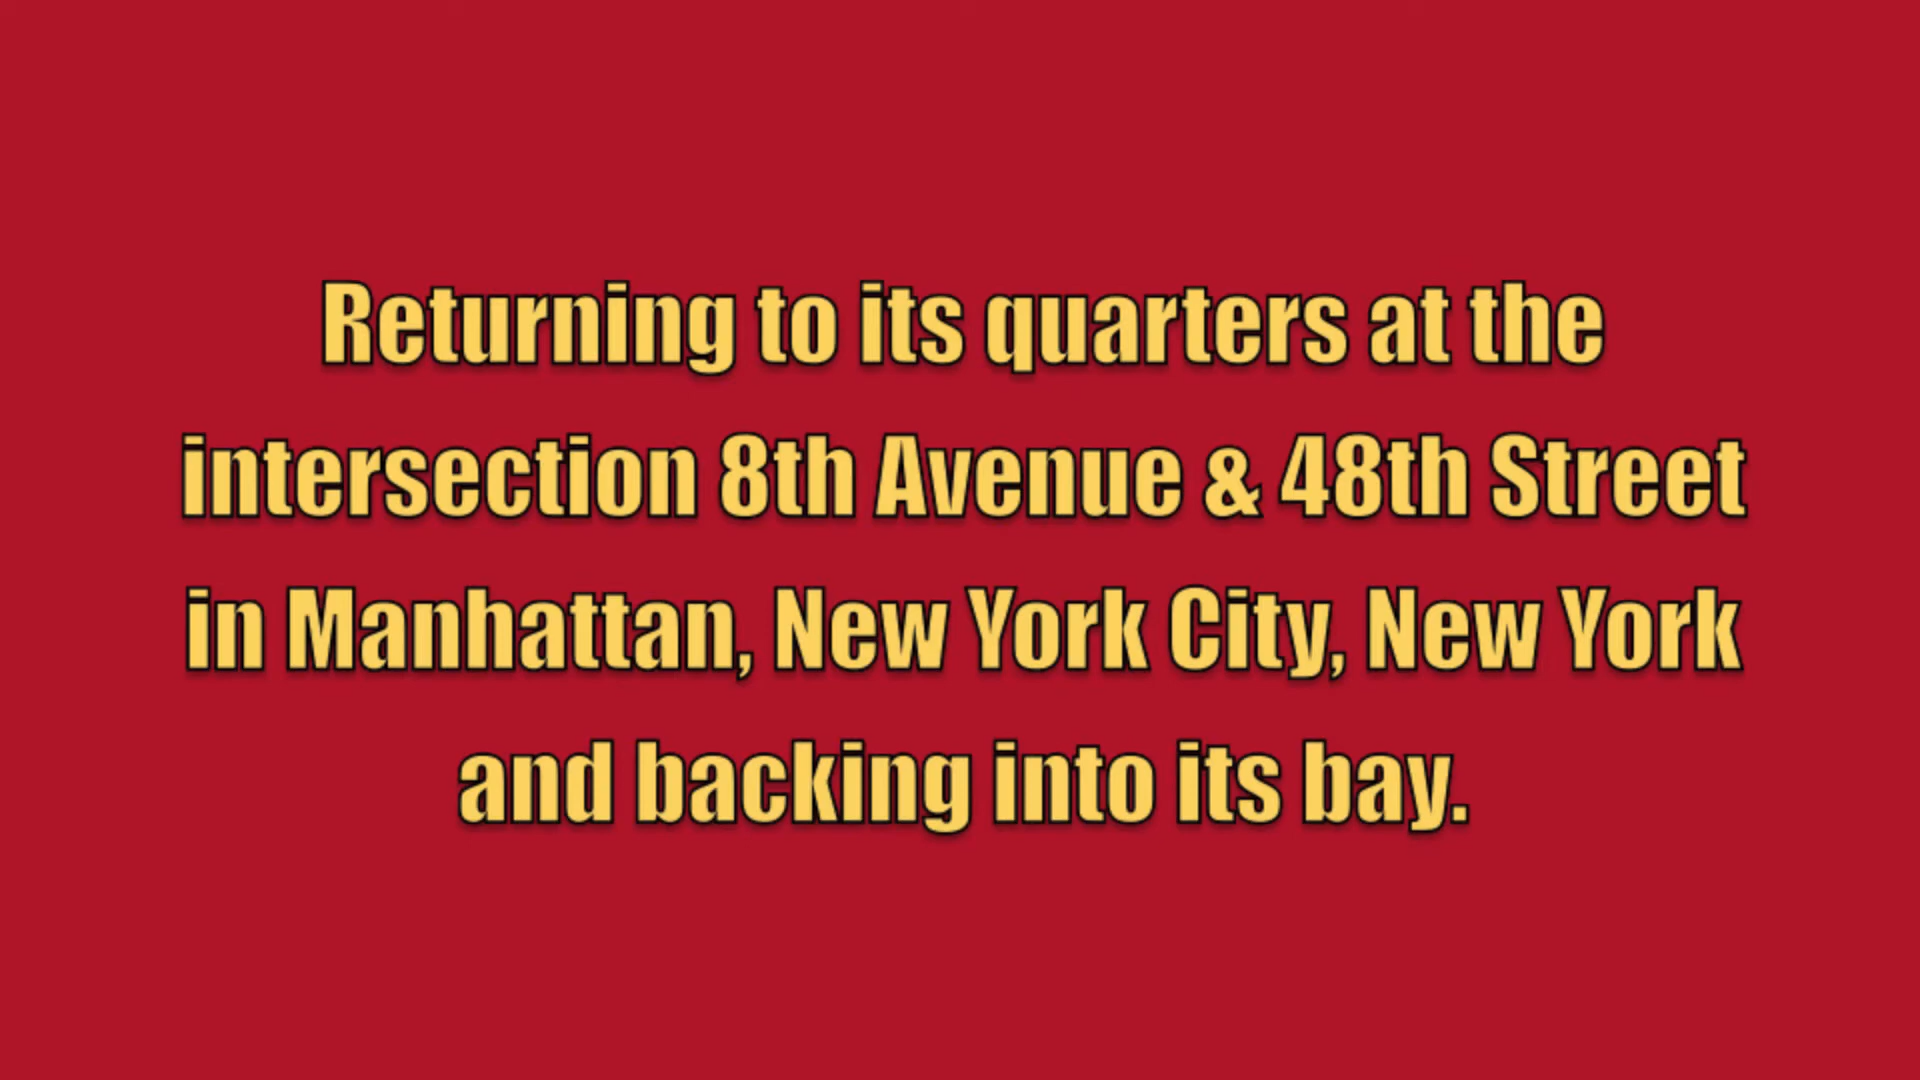 Returning to its quarters at the
intersection 8th Avenue & 48th Street
in Manhattan, New York City, New York
and backing into its bay.